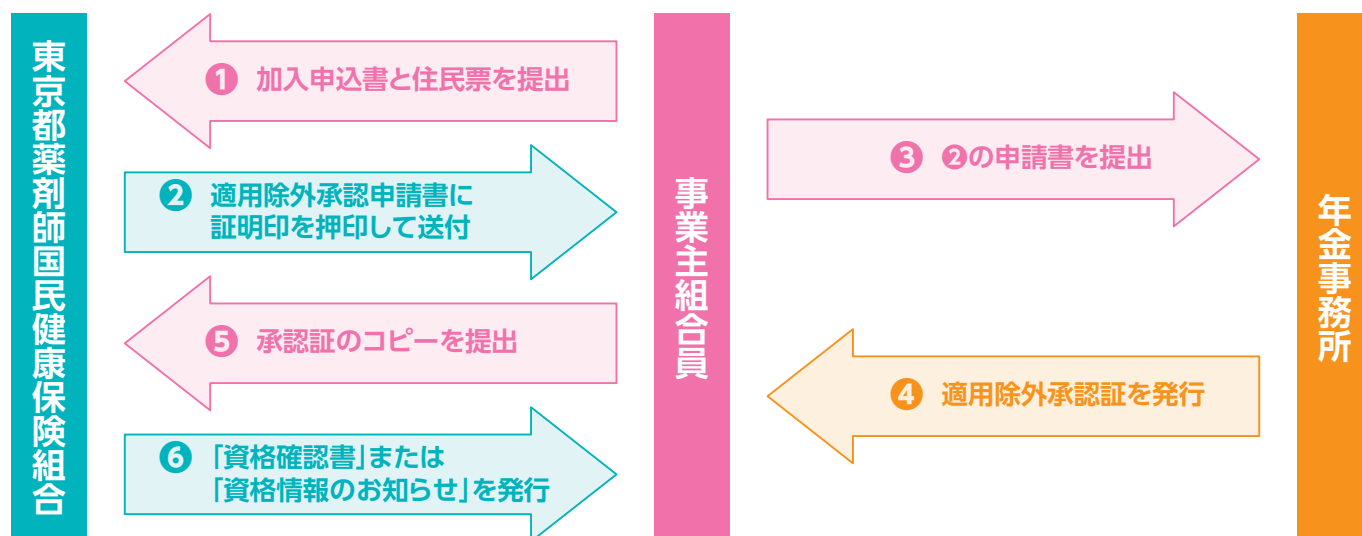 東京都薬剤師国民健康保険組合
❶ 加入申込書と住民票を提出
❷ 適用除外承認申請書に
証明印を押印して送付
❺ 承認証のコピーを提出
❻ 「資格確認書」または
「資格情報のお知らせ」を発行
事業主組合員
❸ ❷の申請書を提出
❹ 適用除外承認証を発行
年金事務所